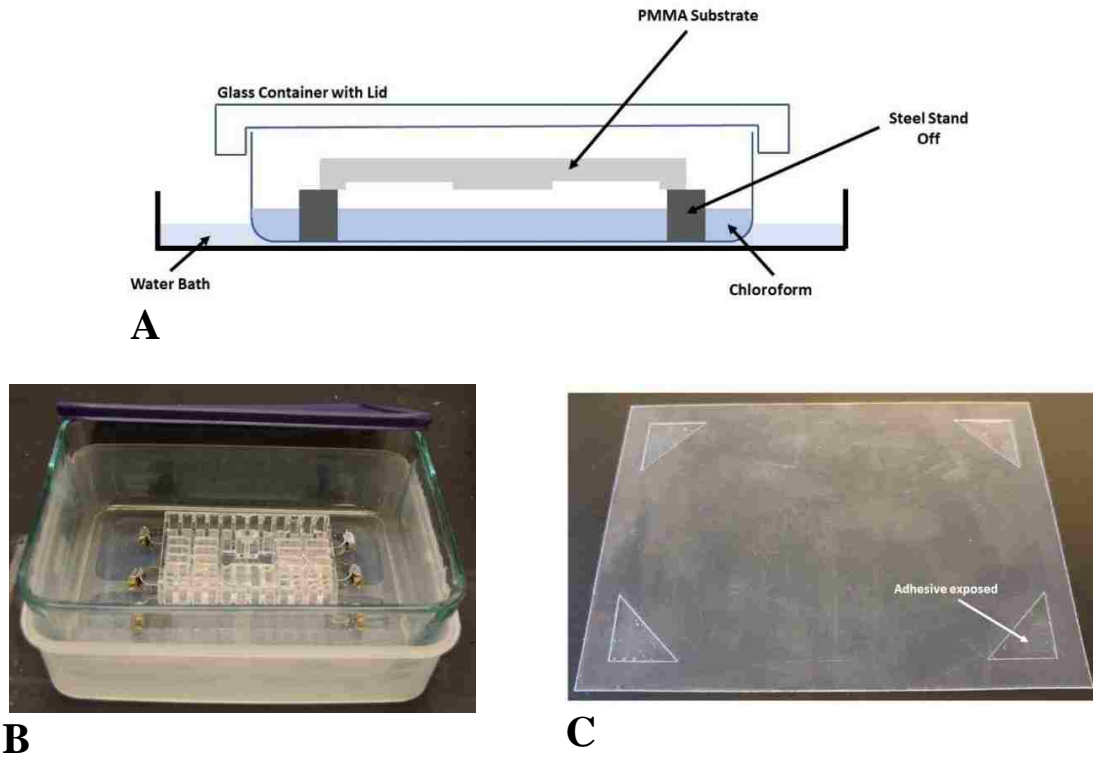 PMMA Substrate
Glass Container with Lid
Steel Stand
Off
Water Bath
Chloroform
A
Adhesive exposed
B
C